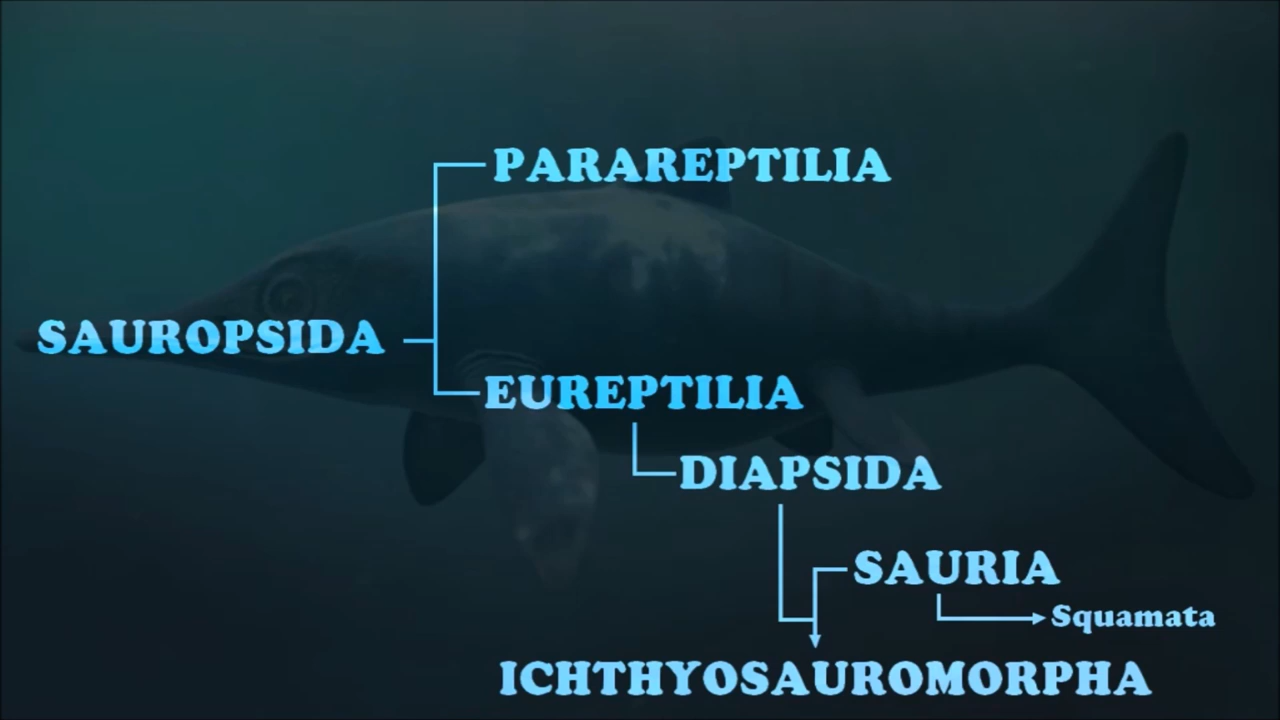 PARAREPTILIA
SAUROPSIDA
EUREPTILIA
DIAPSIDA
SAURIA
Squamata
ICHTHYOSAUROMORPHA